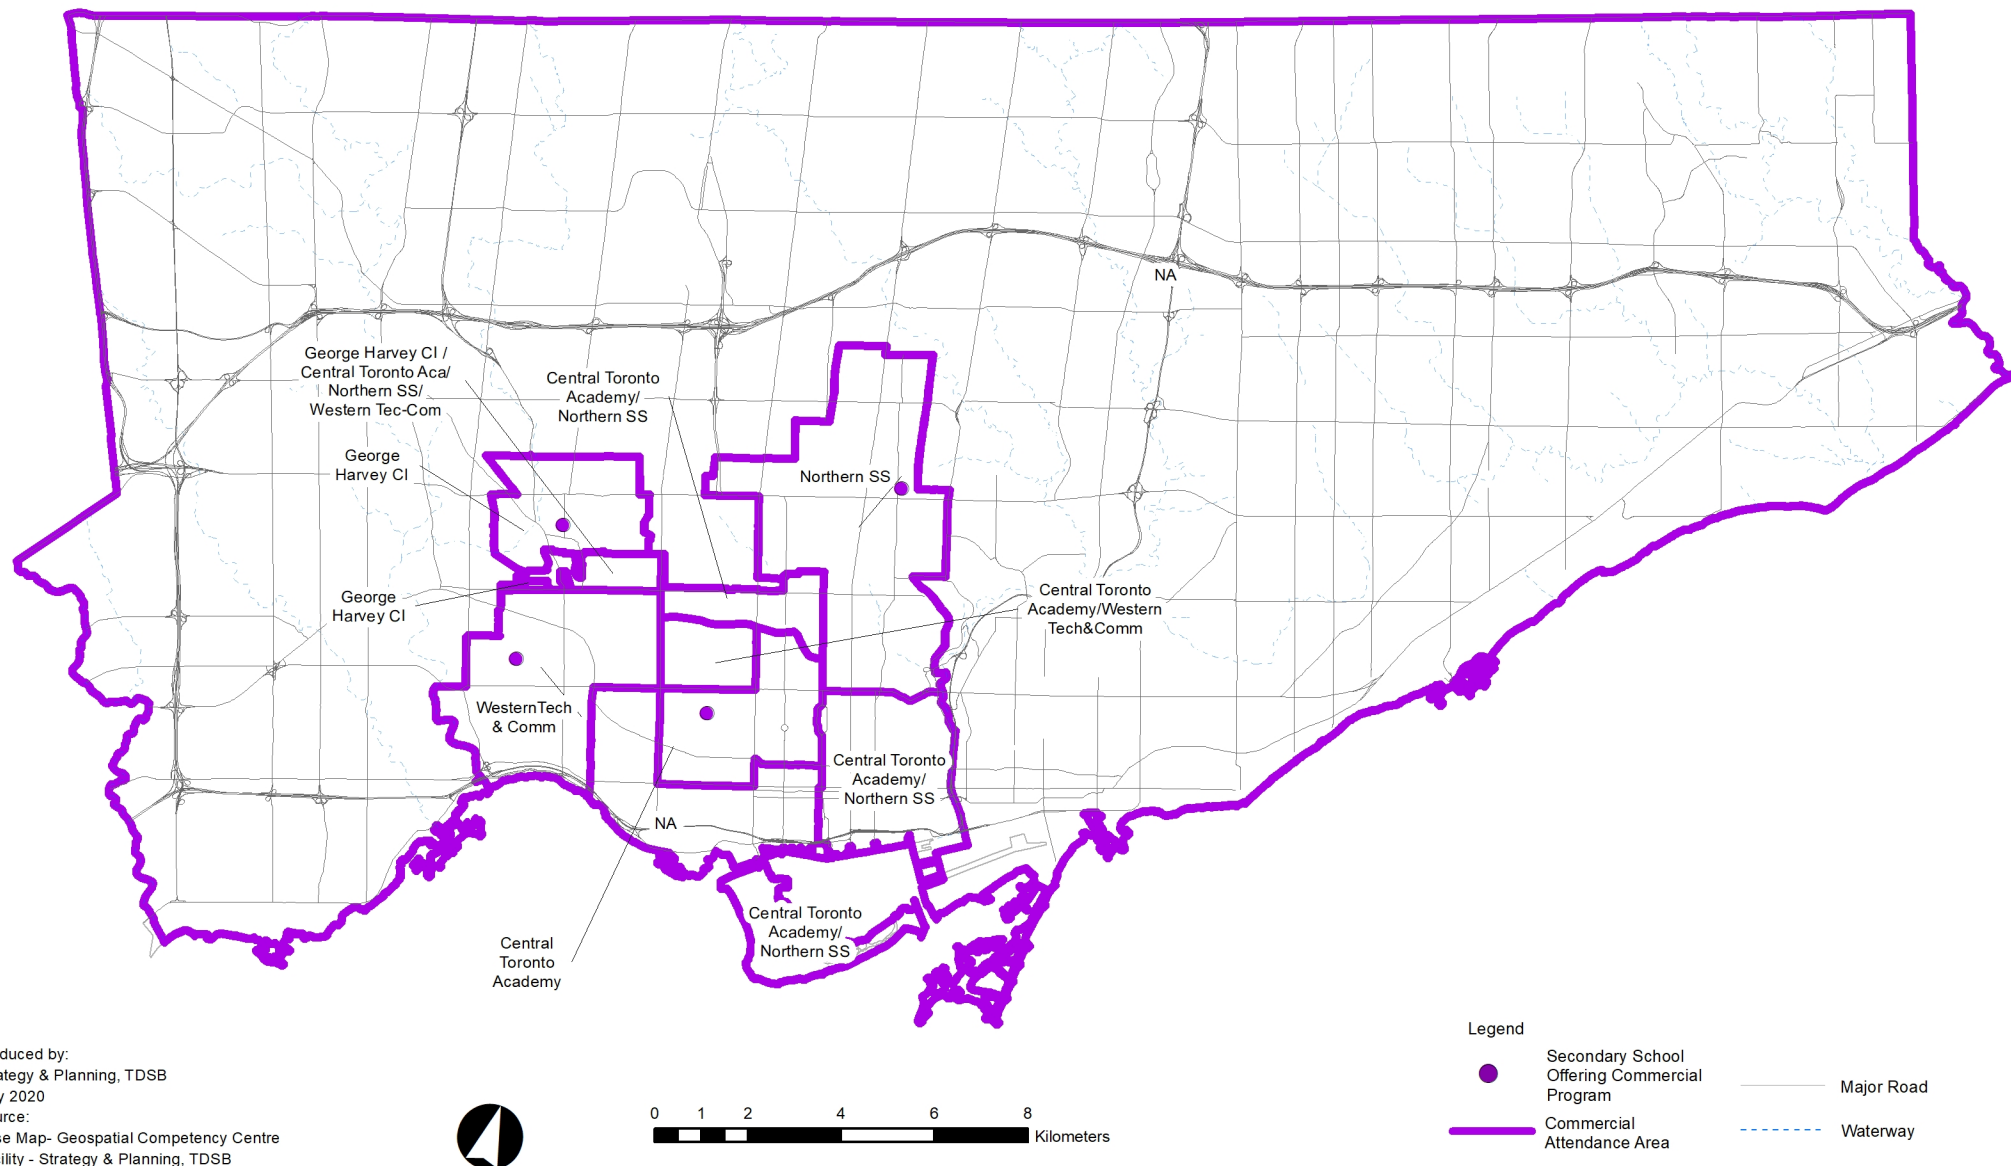 NA
George Harvey CI /
Central Toronto Aca/
Northern SS/
Western Tec-Com
Central Toronto
Academy/
Northern SS
George
Harvey CI
Northern SS
George
Harvey CI
Central Toronto
Academy/Western
Tech&Comm
WesternTech
& Comm
Central Toronto
Academy/
Northern SS
NA
Central Toronto
Academy/
Northern SS
Central
Toronto
Academy
duced by:
ategy & Planning, TDSB
y 2020
urce:
se Map- Geospatial Competency Centre
cility - Strategy & Planning, TDSB
0 1 2 4 6 8
Kilometers
Legend
Secondary School
Offering Commercial
Program
Commercial
Attendance Area
Major Road
Waterway